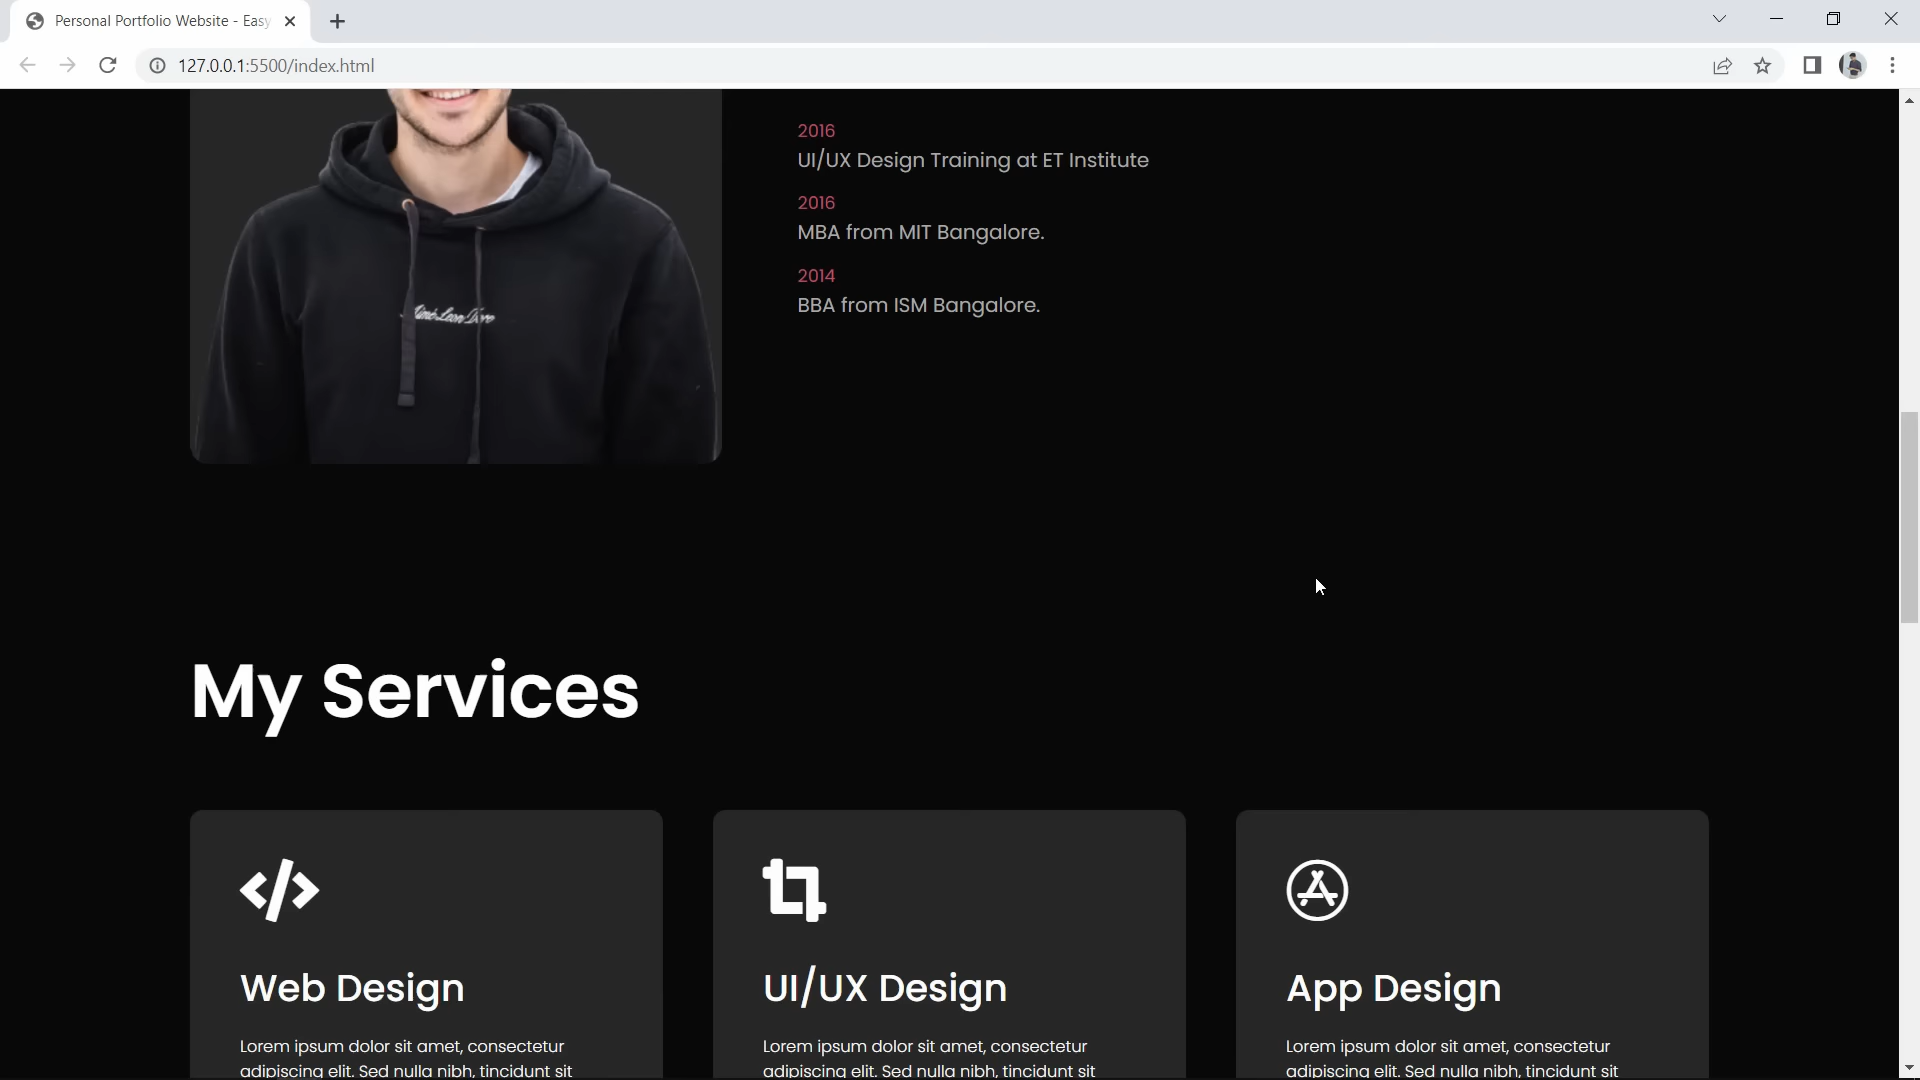 Personal Portfolio Website - Easy
127.0.0.1:5500/index.html
2016
UI/UX Design Training at ET Institute
2016
MBA from MIT Bangalore.
2014
BBA from ISM Bangalore.
My Services
Web Design
UI/UX Design
App Design
Lorem ipsum dolor sit amet, consectetur
adipiscing elit. Sed nulla nibh, tincidunt sit
Lorem ipsum dolor sit amet, consectetur
adipiscing elit. Sed nulla nibh, tincidunt sit
Lorem ipsum dolor sit amet, consectetur
adipiscing elit. Sed nulla nibh, tincidunt sit